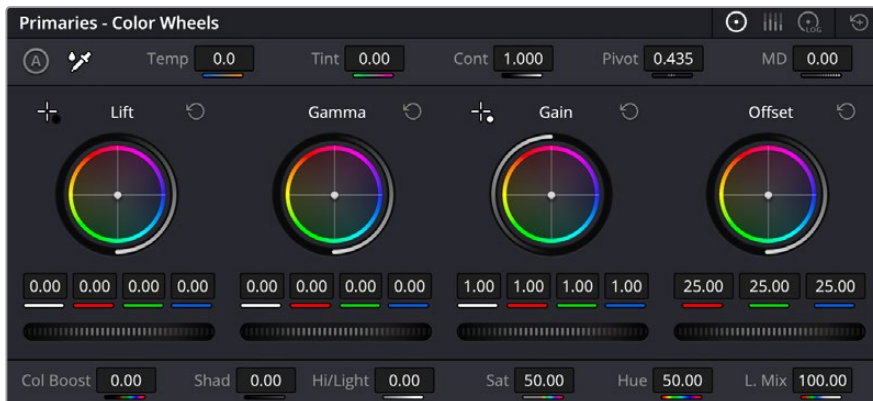 Primaries - Color Wheels
LOG
A Temp 0.0 Tint 0.00 Cont 1.000 Pivot 0.435 MD 0.00
Lift Gamma Gain Offset
0.00 0.00 0.00 0.00 0.00 0.00 0.00 0.00 1.00 1.00 1.00 1.00 25.00 25.00 25.00
Col Boost 0.00 Shad 0.00 Hi/Light 0.00 Sat 50.00 Hue 50.00 L. Mix 100.00